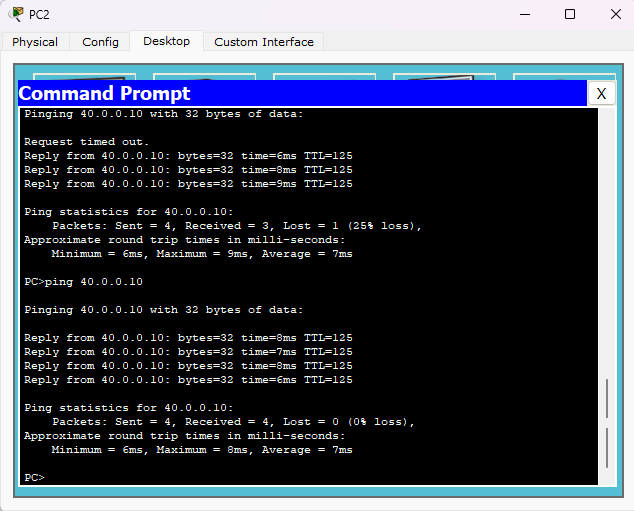 PC2
Physical Config Desktop Custom Interface
Command Prompt X
Pinging 40.0.0.10 with 32 bytes of data:
Request timed out.
Reply from 40.0.0.10: bytes=32 time=6ms TTL=125
Reply from 40.0.0.10: bytes=32 time=8ms TTL=125
Reply from 40.0.0.10: bytes=32 time=9ms TTL=125
Ping statistics for 40.0.0.10:
Packets: Sent = 4, Received = 3, Lost = 1 (25% loss),
Approximate round trip times in milli-seconds:
Minimum = 6ms, Maximum = 9ms, Average = 7ms
PC>ping 40.0.0.10
Pinging 40.0.0.10 with 32 bytes of data:
Reply from 40.0.0.10: bytes=32 time=8ms TTL=125
Reply from 40.0.0.10: bytes=32 time=7ms TTL=125
Reply from 40.0.0.10: bytes=32 time=8ms TTL=125
Reply from 40.0.0.10: bytes=32 time=6ms TTL=125
Ping statistics for 40.0.0.10:
Packets: Sent = 4, Received = 4, Lost = 0 (0% loss),
Approximate round trip times in milli-seconds:
Minimum = 6ms, Maximum = 8ms, Average = 7ms
PC>